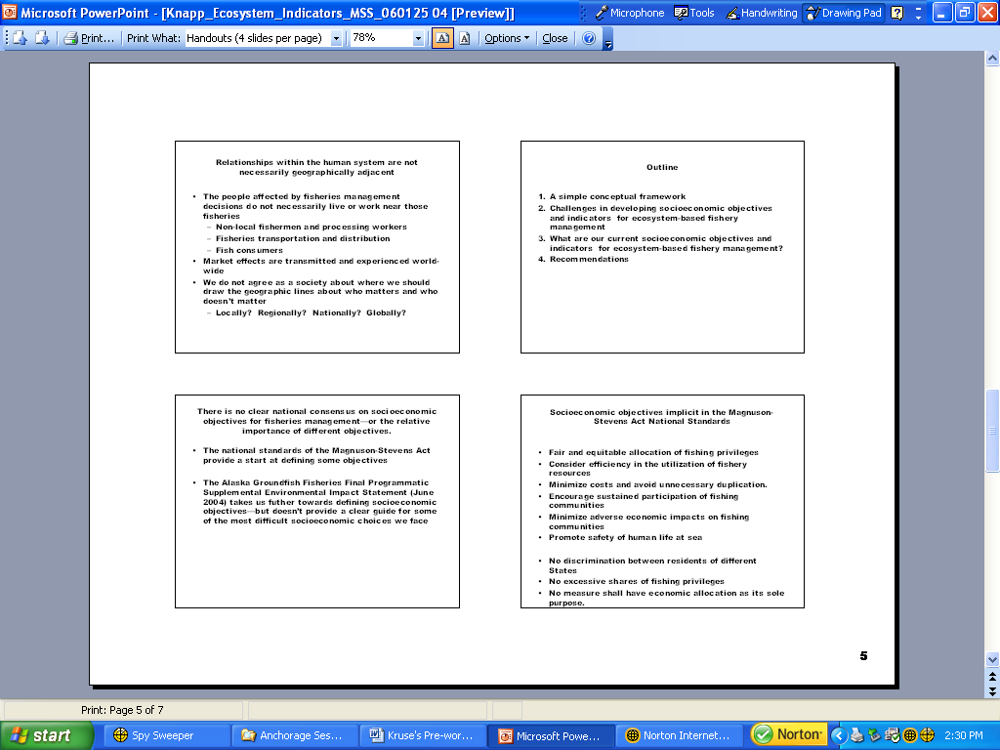 Microsoft PowerPoint - [Knapp_Ecosystem_Indicators_MSS_060125 04 [Preview]]
Microphone Tools Handwriting Drawing Pad
Print... Print What: Handouts (4 slides per page) 78% Options Close
Relationships within the human system are not
necessarily geographically adjacent
• The people affected by fisheries management
decisions do not necessarily live or work near those
fisheries
– Non-local fishermen and processing workers
– Fisheries transportation and distribution
– Fish consumers
• Market effects are transmitted and experienced world-
wide
• We do not agree as a society about where we should
draw the geographic lines about who matters and who
doesn't matter
– Locally? Regionally? Nationally? Globally?
Outline
1. A simple conceptual framework
2. Challenges in developing socioeconomic objectives
and indicators for ecosystem-based fishery
management
3. What are our current socioeconomic objectives and
indicators for ecosystem-based fishery management?
4. Recommendations
There is no clear national consensus on socioeconomic
objectives for fisheries management—or the relative
importance of different objectives.
• The national standards of the Magnuson-Stevens Act
provide a start at defining some objectives
• The Alaska Groundfish Fisheries Final Programmatic
Supplemental Environmental Impact Statement (June
2004) takes us futher towards defining socioeconomic
objectives—but doesn't provide a clear guide for some
of the most difficult socioeconomic choices we face
Socioeconomic objectives implicit in the Magnuson-
Stevens Act National Standards
• Fair and equitable allocation of fishing privileges
• Consider efficiency in the utilization of fishery
resources
• Minimize costs and avoid unnecessary duplication.
• Encourage sustained participation of fishing
communities
• Minimize adverse economic impacts on fishing
communities
• Promote safety of human life at sea
• No discrimination between residents of different
States
• No excessive shares of fishing privileges
• No measure shall have economic allocation as its sole
purpose.
5
Print: Page 5 of 7
start Spy Sweeper Anchorage Ses... Kruse's Pre-wor... Microsoft Powe... Norton Internet... Norton 2:30 PM